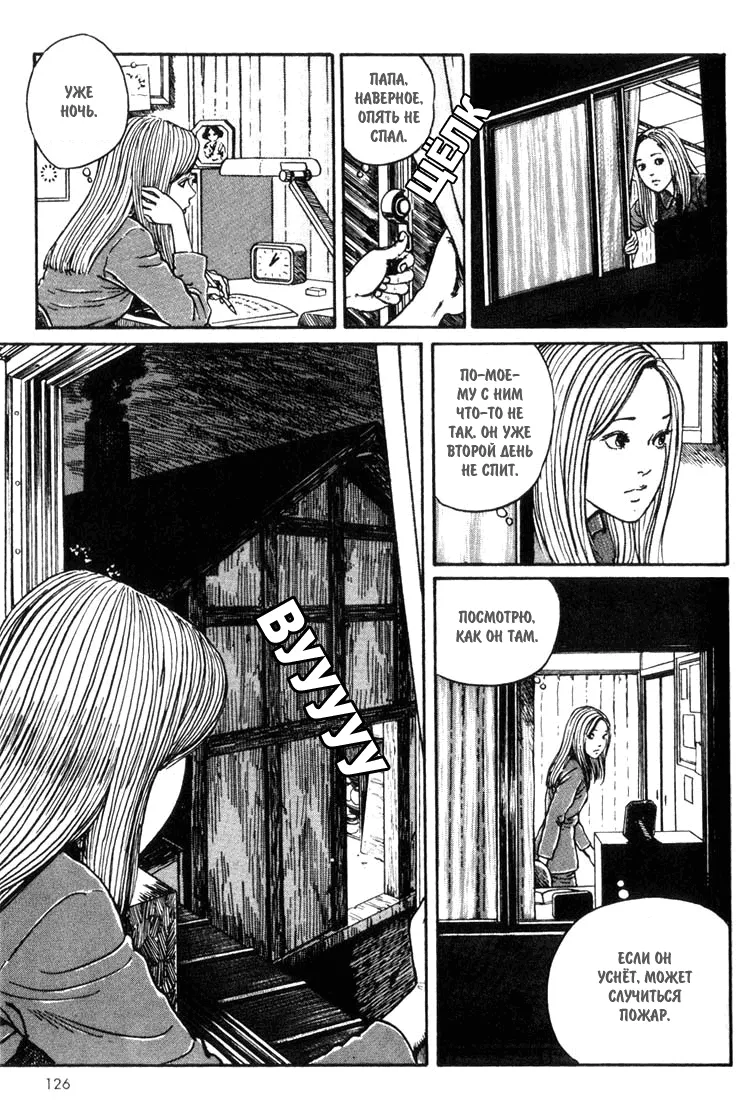 УЖЕ
НОЧЬ.
ПАПА,
НАВЕРНОЕ,
ОПЯТЬ НЕ
СПАЛ.
ЩЁЛК
Вууууу
ПО-МОЕ-
МУ С НИМ
ЧТО-ТО НЕ
ТАК. ОН УЖЕ
ВТОРОЙ ДЕНЬ
НЕ СПИТ.
ПОСМОТРЮ,
КАК ОН ТАМ.
ЕСЛИ ОН
УСНЁТ, МОЖЕТ
СЛУЧИТЬСЯ
ПОЖАР.
126